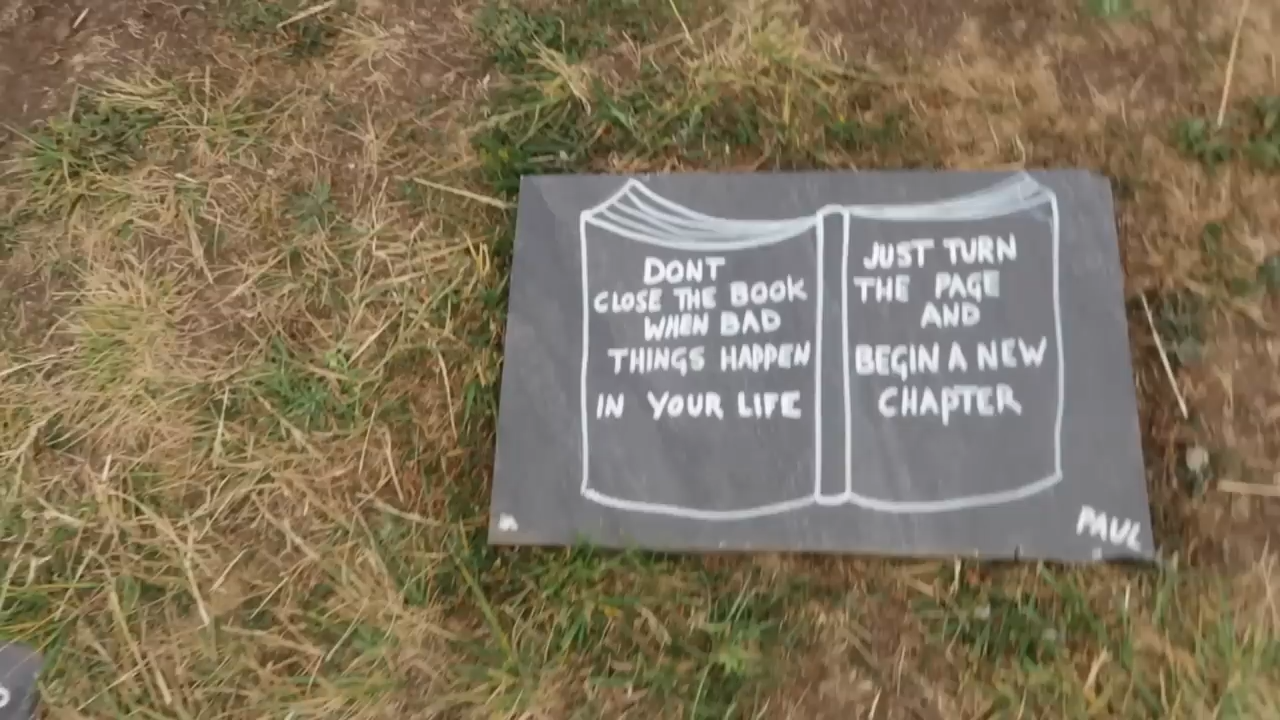 DONT
CLOSE THE BOOK
WHEN BAD
THINGS HAPPEN
IN YOUR LIFE
JUST TURN
THE PAGE
AND
BEGIN A NEW
CHAPTER
PAUL